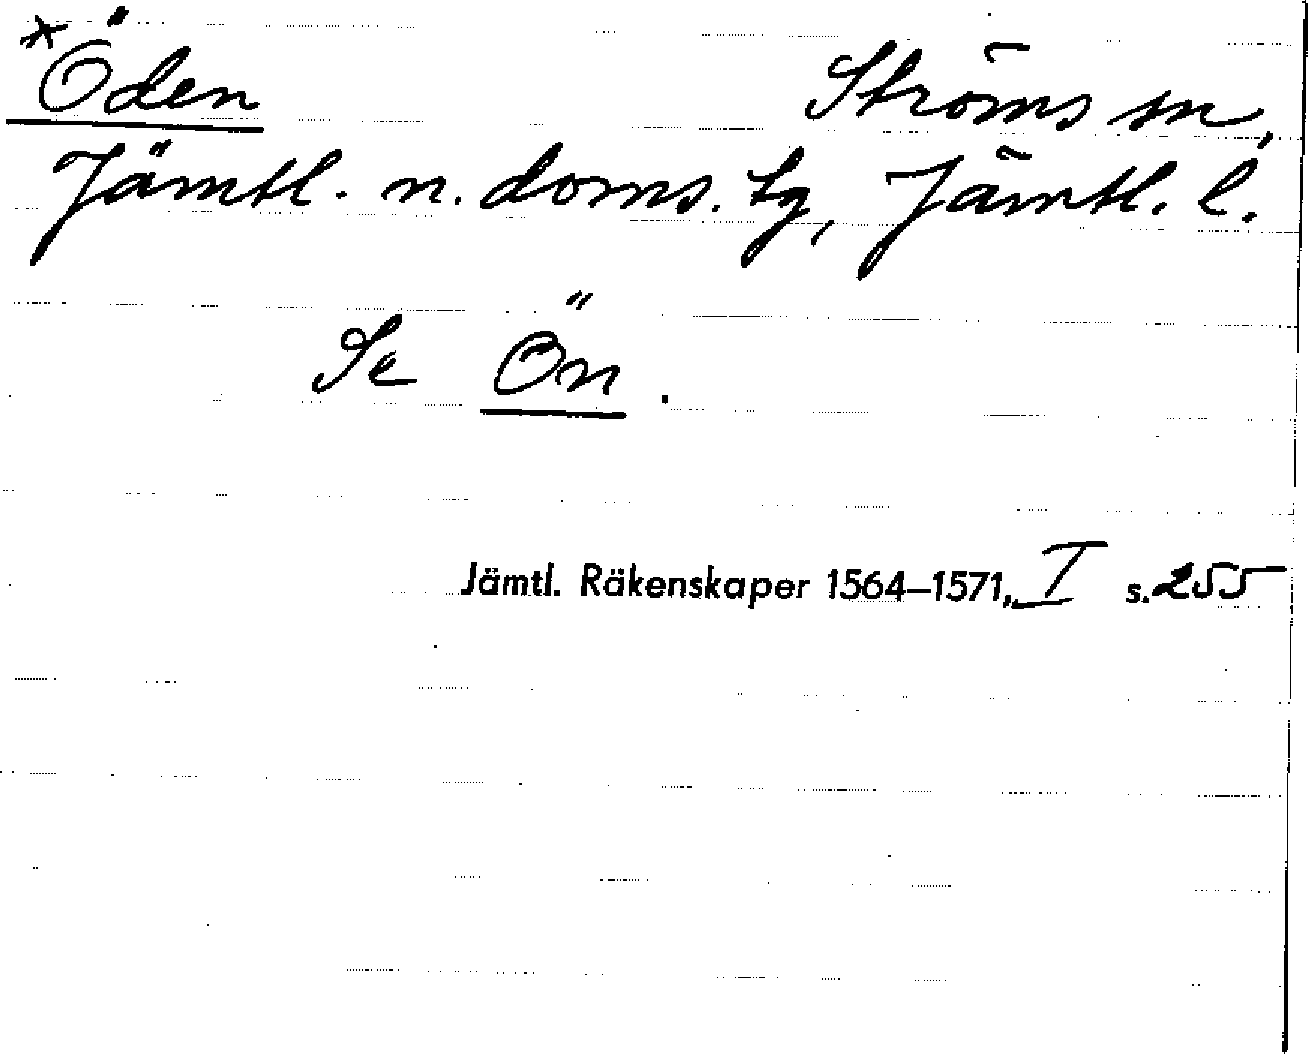 *Öden Ströms sn,
Jämtl. n. doms. tg, Jämtl. l.
Se Ön.
Jämtl. Räkenskaper 1564–1571, I s. 255